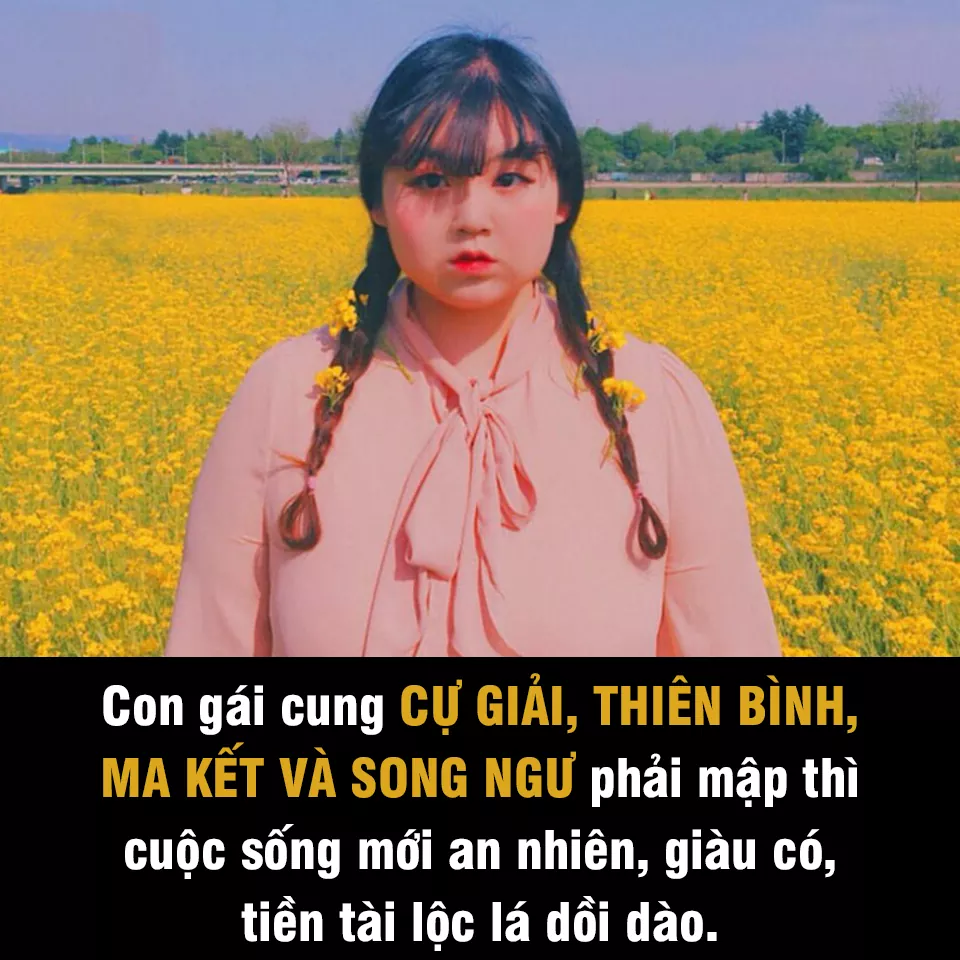 Con gái cung CỰ GIẢI, THIÊN BÌNH,
MA KẾT VÀ SONG NGƯ phải mập thì
cuộc sống mới an nhiên, giàu có,
tiền tài lộc lá dồi dào.